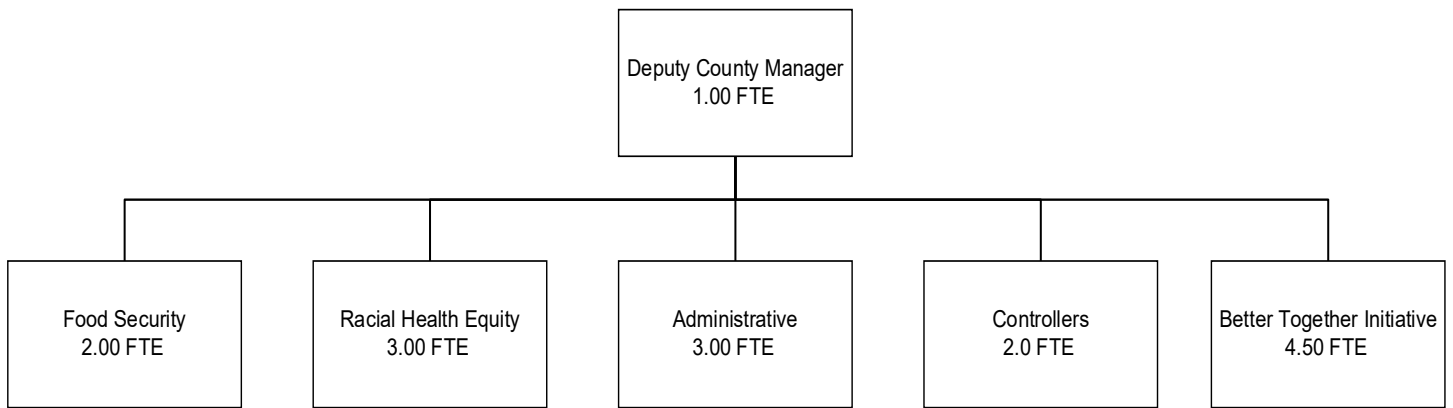 Deputy County Manager
1.00 FTE
Food Security
2.00 FTE
Racial Health Equity
3.00 FTE
Administrative
3.00 FTE
Controllers
2.0 FTE
Better Together Initiative
4.50 FTE